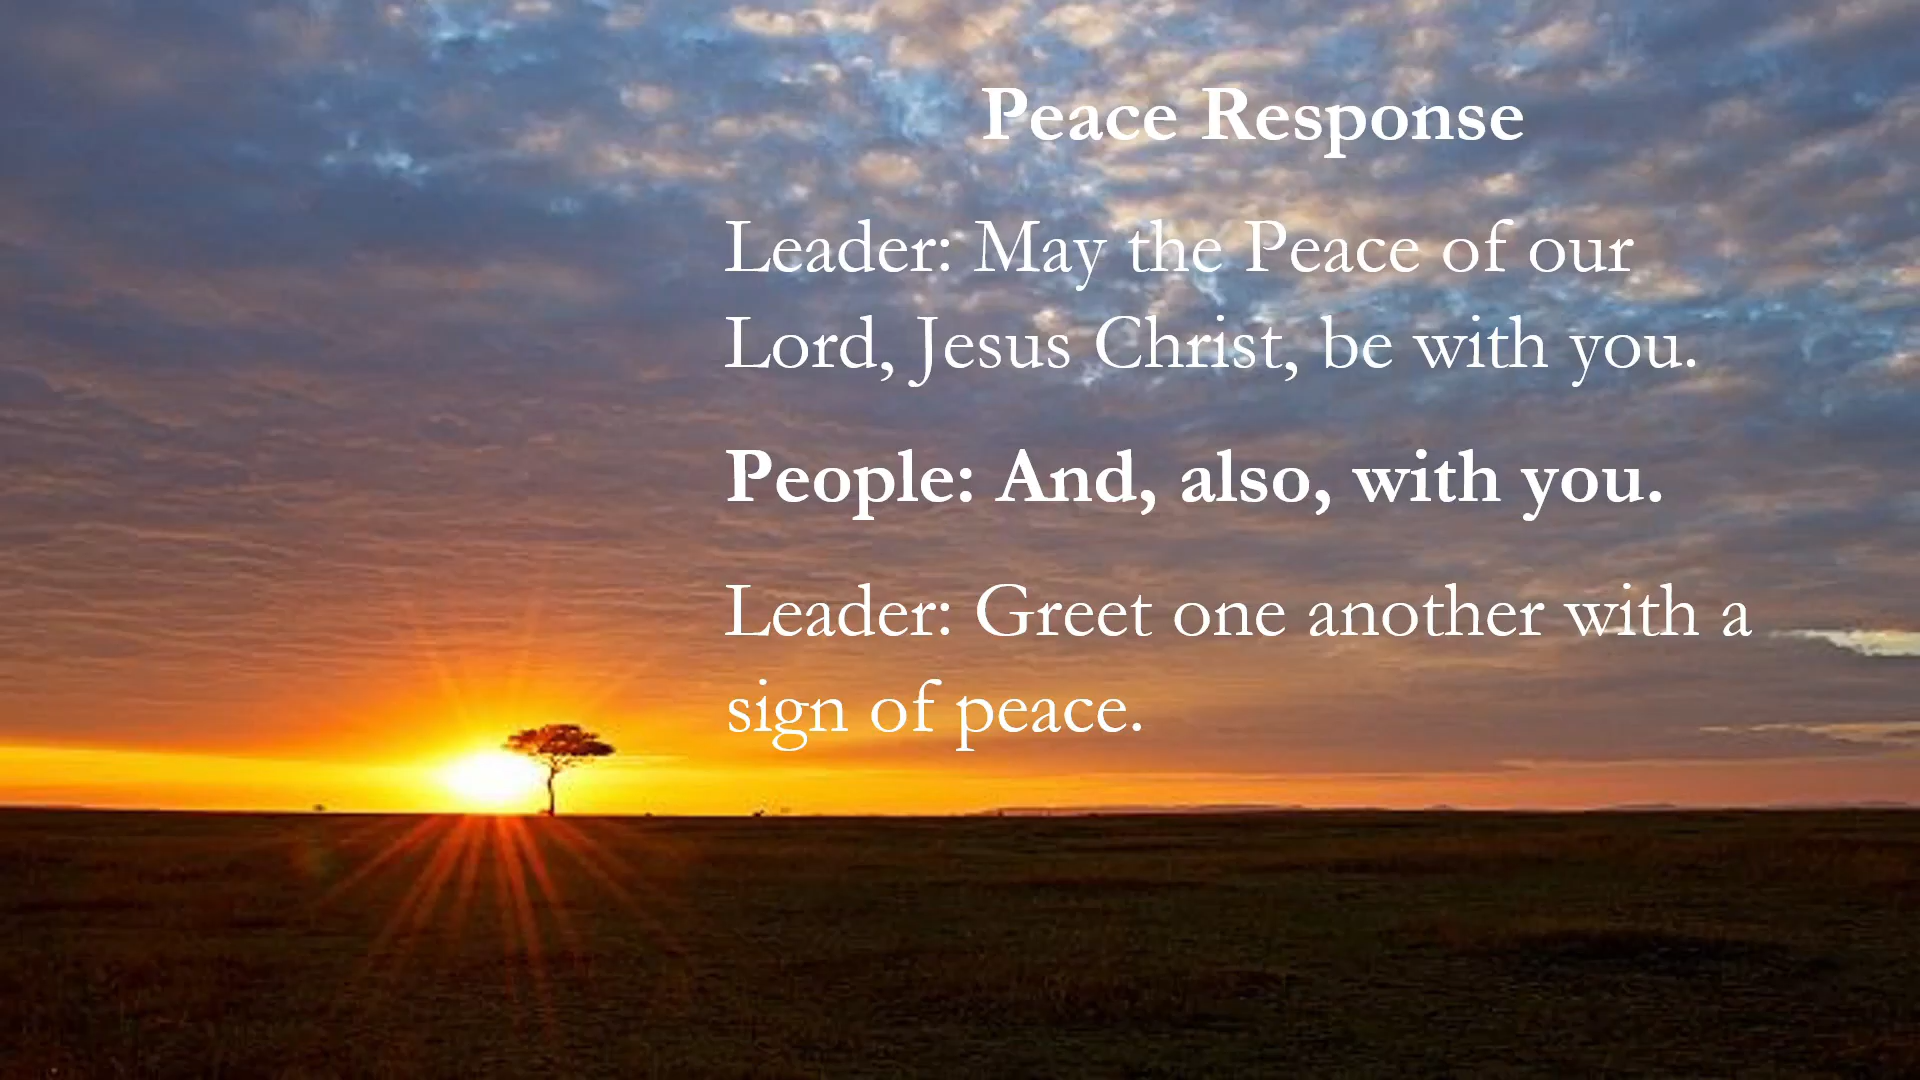 Peace Response
Leader: May the Peace of our
Lord, Jesus Christ, be with you.
People: And, also, with you.
Leader: Greet one another with a
sign of peace.